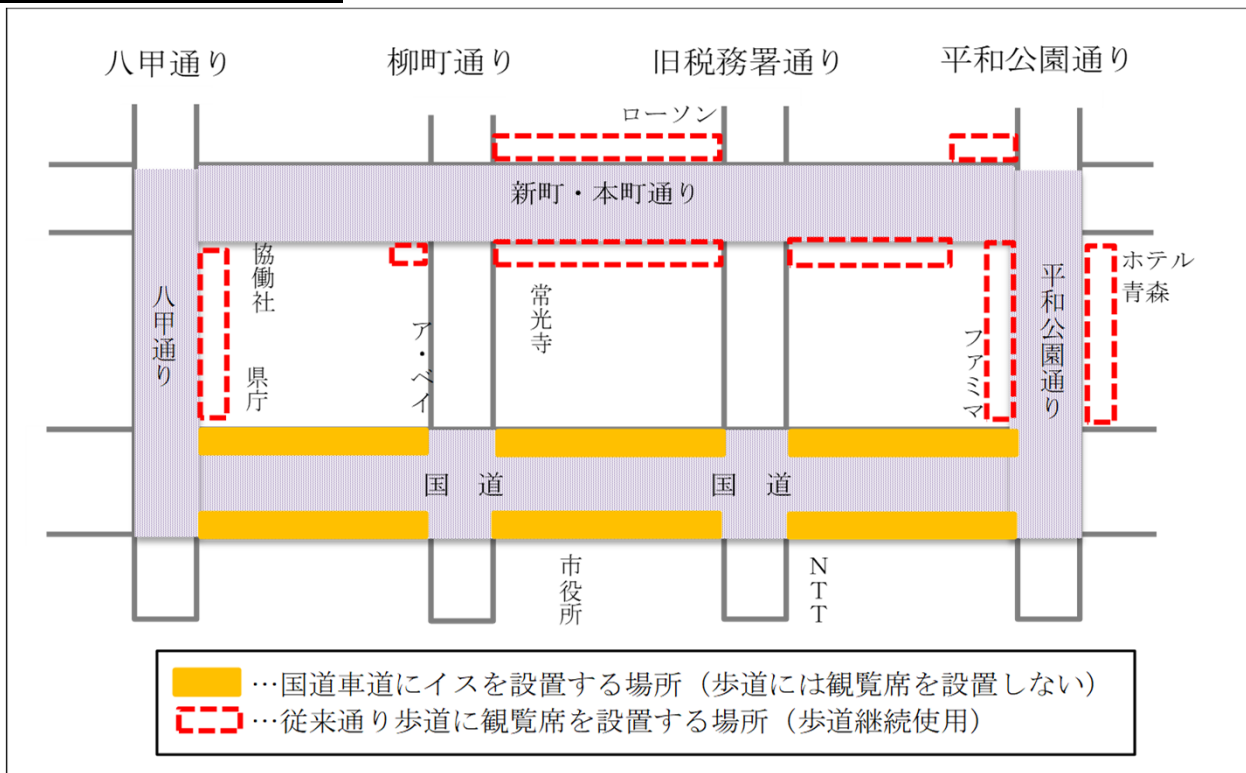 八甲通り
柳町通り
旧税務署通り
平和公園通り
ローソン
新町・本町通り
協働社
県庁
八甲通り
ア・ベイ
常光寺
ファミマ
平和公園通り
ホテル
青森
国　道
国　道
市役所
NTT
…国道車道にイスを設置する場所（歩道には観覧席を設置しない）
…従来通り歩道に観覧席を設置する場所（歩道継続使用）